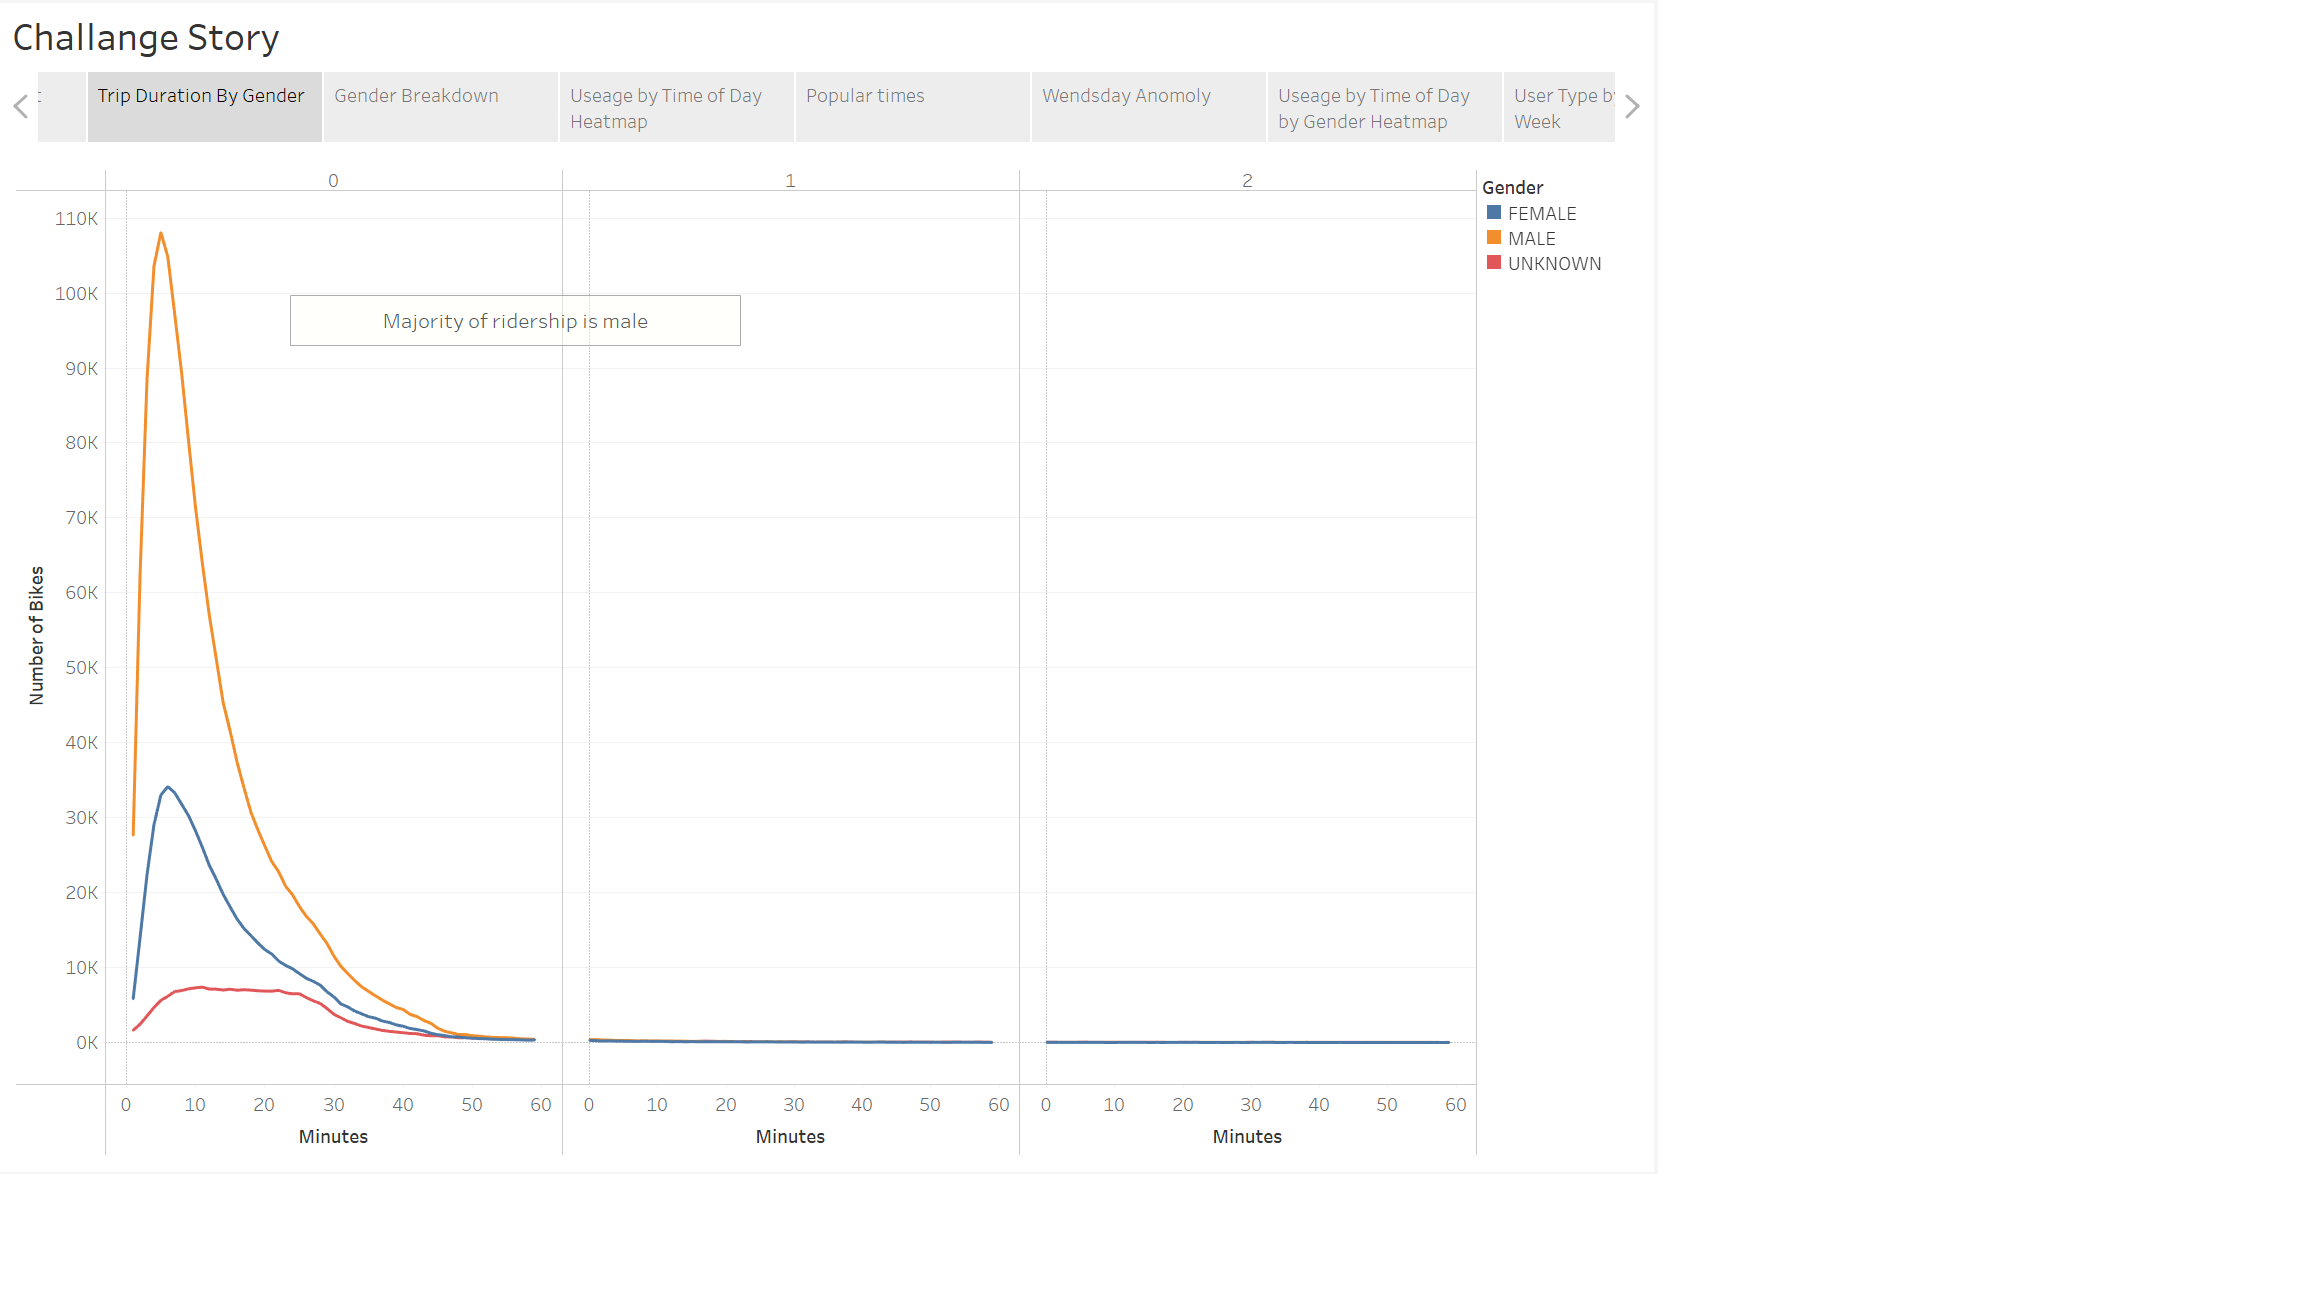 Challange Story
Trip Duration By Gender
Gender Breakdown
Useage by Time of Day
Heatmap
Popular times
Wendsday Anomoly
Useage by Time of Day
by Gender Heatmap
User Type
Week
0 1 2
Gender
FEMALE
MALE
UNKNOWN
Majority of ridership is male
Number of Bikes
110K
100K
90K
80K
70K
60K
50K
40K
30K
20K
10K
0K
0 10 20 30 40 50 60 0 10 20 30 40 50 60 0 10 20 30 40 50 60
Minutes Minutes Minutes